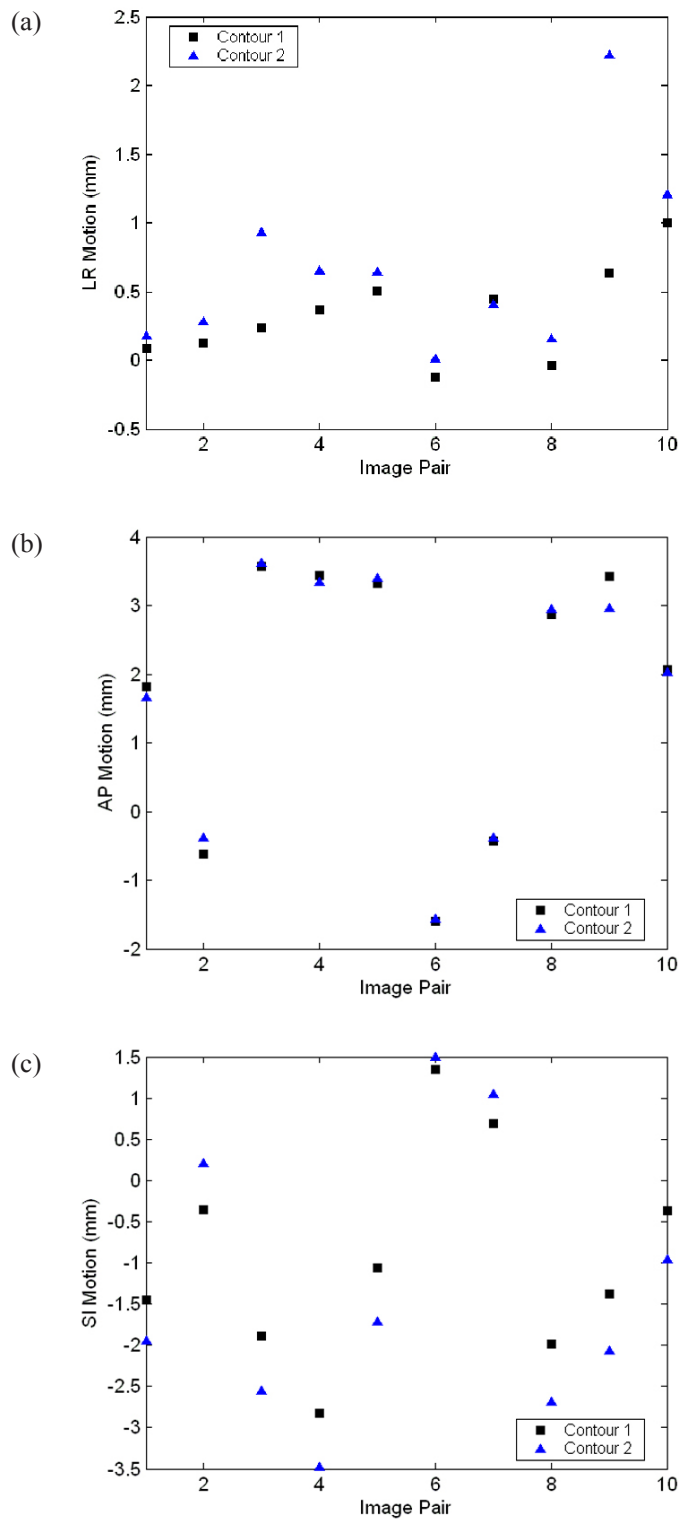 (a)
2.5
2
1.5
1
0.5
0
-0.5
LR Motion (mm)
Contour 1
Contour 2
2 4 6 8 10
Image Pair
(b)
4
3
2
1
0
-1
-2
AP Motion (mm)
Contour 1
Contour 2
2 4 6 8 10
Image Pair
(c)
1.5
1
0.5
0
-0.5
-1
-1.5
-2
-2.5
-3
-3.5
SI Motion (mm)
Contour 1
Contour 2
2 4 6 8 10
Image Pair